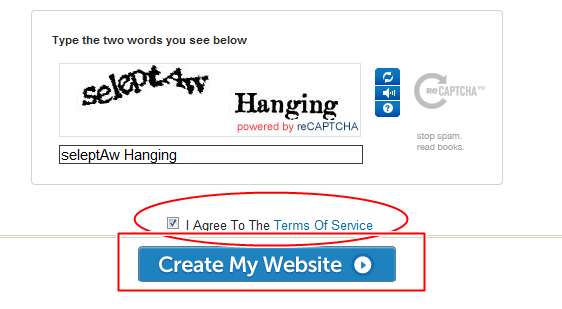 Type the two words you see below
seleptAw Hanging
powered by reCAPTCHA
reCAPTCHA™
stop spam.
read books.
seleptAw Hanging
I Agree To The Terms Of Service
Create My Website